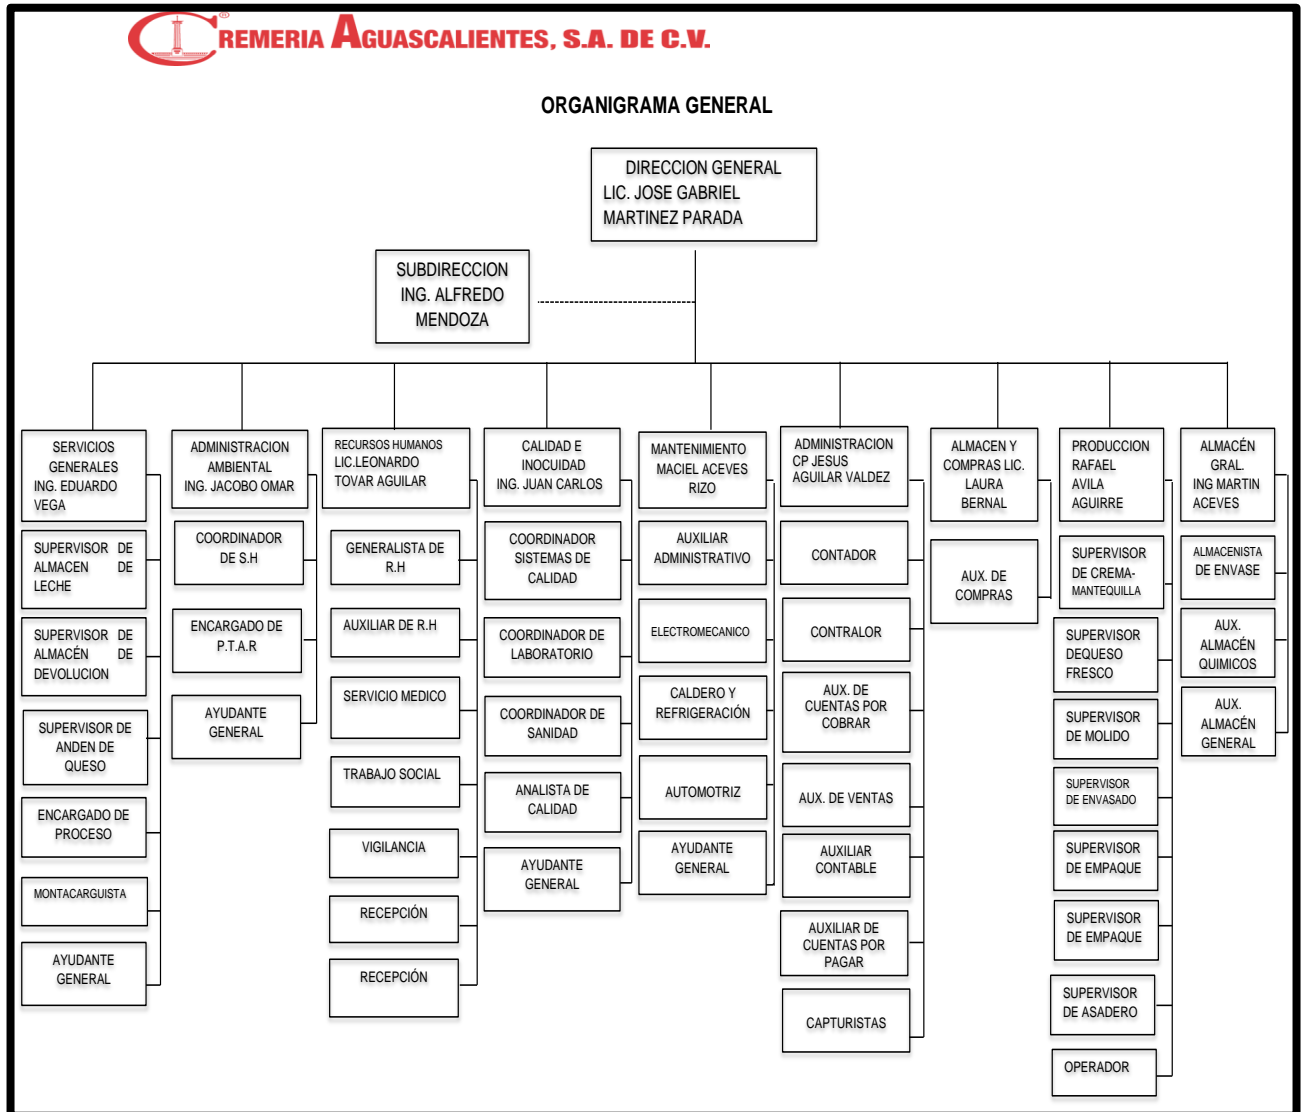 CREMERIA AGUASCALIENTES, S.A. DE C.V.
®
ORGANIGRAMA GENERAL
DIRECCION GENERAL
LIC. JOSE GABRIEL
MARTINEZ PARADA
SUBDIRECCION
ING. ALFREDO
MENDOZA
SERVICIOS
GENERALES
ING. EDUARDO
VEGA
SUPERVISOR DE
ALMACEN DE
LECHE
SUPERVISOR DE
ALMACÉN DE
DEVOLUCION
SUPERVISOR DE
ANDEN DE
QUESO
ENCARGADO DE
PROCESO
MONTACARGUISTA
AYUDANTE
GENERAL
ADMINISTRACION
AMBIENTAL
ING. JACOBO OMAR
COORDINADOR
DE S.H
ENCARGADO DE
P.T.A.R
AYUDANTE
GENERAL
RECURSOS HUMANOS
LIC.LEONARDO
TOVAR AGUILAR
GENERALISTA DE
R.H
AUXILIAR DE R.H
SERVICIO MEDICO
TRABAJO SOCIAL
VIGILANCIA
RECEPCIÓN
RECEPCIÓN
CALIDAD E
INOCUIDAD
ING. JUAN CARLOS
COORDINADOR
SISTEMAS DE
CALIDAD
COORDINADOR DE
LABORATORIO
COORDINADOR DE
SANIDAD
ANALISTA DE
CALIDAD
AYUDANTE
GENERAL
MANTENIMIENTO
MACIEL ACEVES
RIZO
AUXILIAR
ADMINISTRATIVO
ELECTROMECANICO
CALDERO Y
REFRIGERACIÓN
AUTOMOTRIZ
AYUDANTE
GENERAL
ADMINISTRACION
CP JESUS
AGUILAR VALDEZ
CONTADOR
CONTRALOR
AUX. DE
CUENTAS POR
COBRAR
AUX. DE VENTAS
AUXILIAR
CONTABLE
AUXILIAR DE
CUENTAS POR
PAGAR
CAPTURISTAS
ALMACEN Y
COMPRAS LIC.
LAURA
BERNAL
AUX. DE
COMPRAS
PRODUCCION
RAFAEL
AVILA
AGUIRRE
SUPERVISOR
DE CREMA-
MANTEQUILLA
SUPERVISOR
DEQUESO
FRESCO
SUPERVISOR
DE MOLIDO
SUPERVISOR
DE ENVASADO
SUPERVISOR
DE EMPAQUE
SUPERVISOR
DE EMPAQUE
SUPERVISOR
DE ASADERO
OPERADOR
ALMACÉN
GRAL.
ING MARTIN
ACEVES
ALMACENISTA
DE ENVASE
AUX.
ALMACÉN
QUIMICOS
AUX.
ALMACÉN
GENERAL